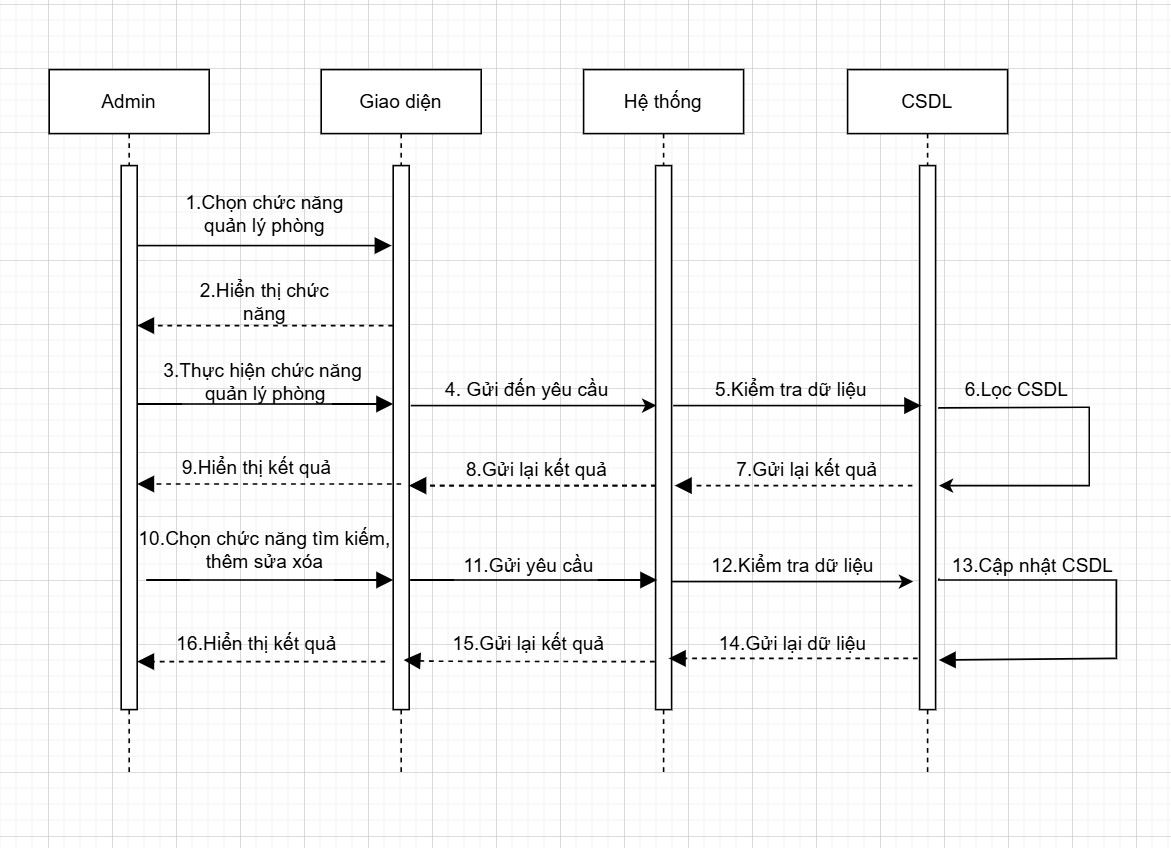 Admin
Giao diện
Hệ thống
CSDL
1.Chọn chức năng
quản lý phòng
2.Hiển thị chức
năng
3.Thực hiện chức năng
quản lý phòng
4. Gửi đến yêu cầu
5.Kiểm tra dữ liệu
6.Lọc CSDL
9.Hiển thị kết quả
8.Gửi lại kết quả
7.Gửi lại kết quả
10.Chọn chức năng tìm kiếm,
thêm sửa xóa
11.Gửi yêu cầu
12.Kiểm tra dữ liệu
13.Cập nhật CSDL
16.Hiển thị kết quả
15.Gửi lại kết quả
14.Gửi lại dữ liệu